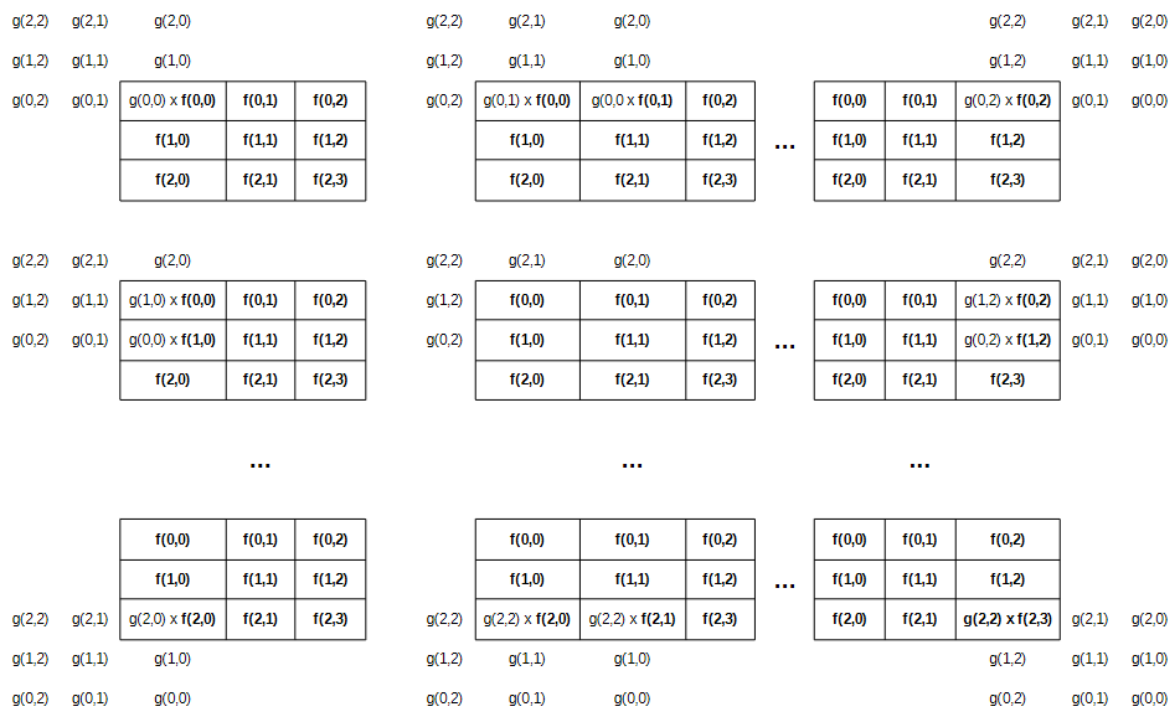 g(2,2) g(2,1) g(2,0) g(2,2) g(2,1) g(2,0) g(2,2) g(2,1) g(2,0)
g(1,2) g(1,1) g(1,0) g(1,2) g(1,1) g(1,0) g(1,2) g(1,1) g(1,0)
g(0,2) g(0,1) g(0,0) x f(0,0) f(0,1) f(0,2) g(0,2) g(0,1) x f(0,0) g(0,0 x f(0,1) f(0,2) f(0,0) f(0,1) g(0,2) x f(0,2) g(0,1) g(0,0)
f(1,0) f(1,1) f(1,2) f(1,0) f(1,1) f(1,2) ... f(1,0) f(1,1) f(1,2)
f(2,0) f(2,1) f(2,3) f(2,0) f(2,1) f(2,3) f(2,0) f(2,1) f(2,3)
g(2,2) g(2,1) g(2,0) g(2,2) g(2,1) g(2,0) g(2,2) g(2,1) g(2,0)
g(1,2) g(1,1) g(1,0) x f(0,0) f(0,1) f(0,2) g(1,2) f(0,0) f(0,1) f(0,2) f(0,0) f(0,1) g(1,2) x f(0,2) g(1,1) g(1,0)
g(0,2) g(0,1) g(0,0) x f(1,0) f(1,1) f(1,2) g(0,2) f(1,0) f(1,1) f(1,2) ... f(1,0) f(1,1) g(0,2) x f(1,2) g(0,1) g(0,0)
f(2,0) f(2,1) f(2,3) f(2,0) f(2,1) f(2,3) f(2,0) f(2,1) f(2,3)
... ... ...
f(0,0) f(0,1) f(0,2) f(0,0) f(0,1) f(0,2) f(0,0) f(0,1) f(0,2)
f(1,0) f(1,1) f(1,2) f(1,0) f(1,1) f(1,2) ... f(1,0) f(1,1) f(1,2)
g(2,2) g(2,1) g(2,0) x f(2,0) f(2,1) f(2,3) g(2,2) g(2,2) x f(2,0) g(2,2) x f(2,1) f(2,3) f(2,0) f(2,1) g(2,2) x f(2,3) g(2,1) g(2,0)
g(1,2) g(1,1) g(1,0) g(1,2) g(1,1) g(1,0) g(1,2) g(1,1) g(1,0)
g(0,2) g(0,1) g(0,0) g(0,2) g(0,1) g(0,0) g(0,2) g(0,1) g(0,0)